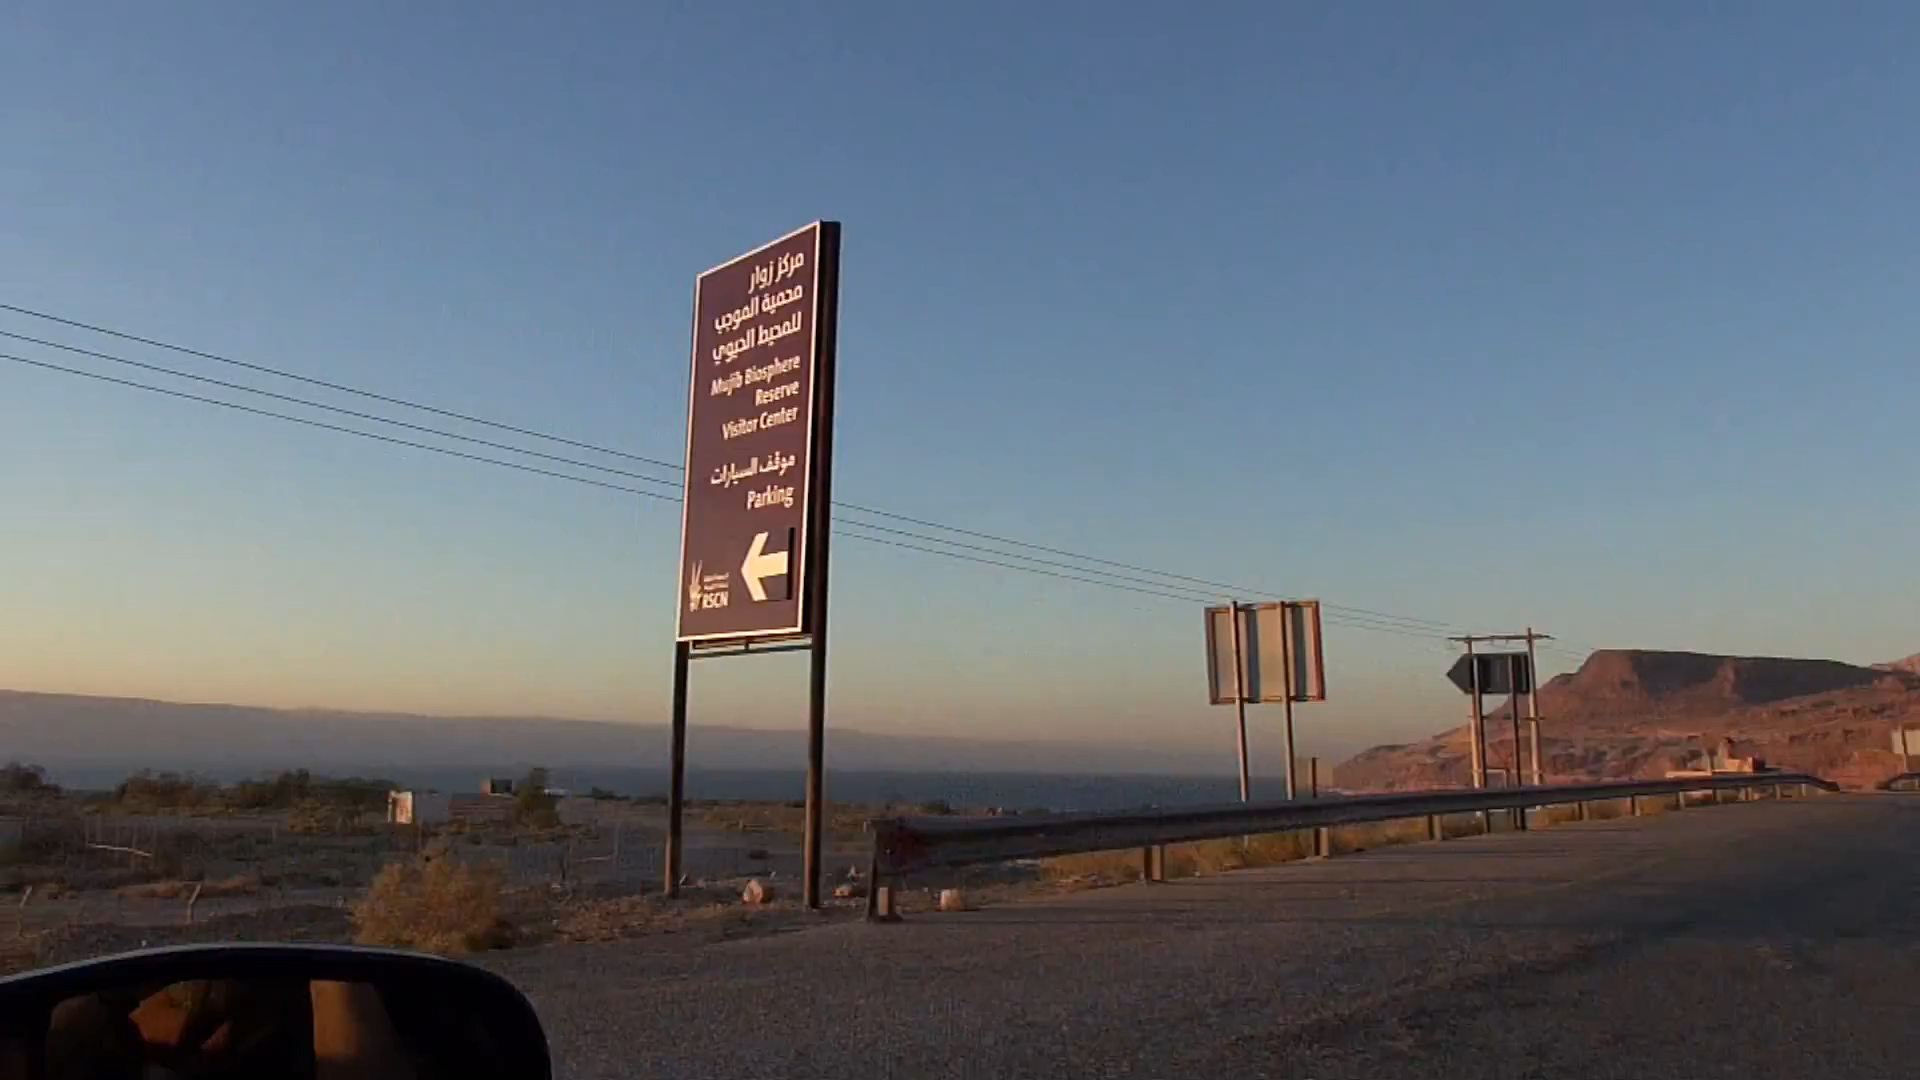 مركز زوار
محمية الموجب
للمحيط الحيوي
Mujib Biosphere
Reserve
Visitor Center
موقف السيارات
Parking
RSCN